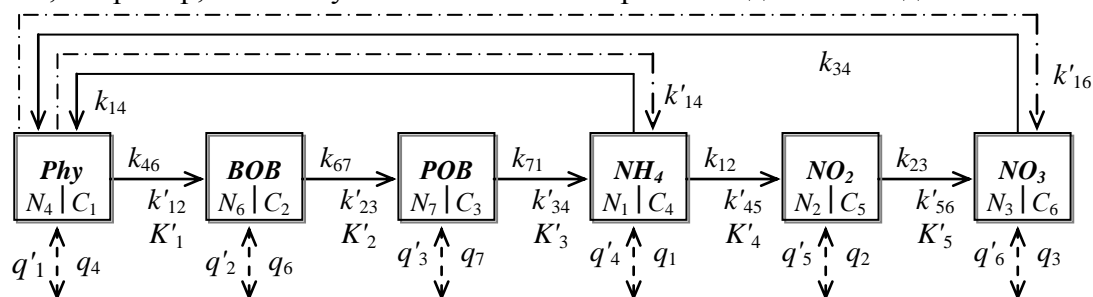 k₃₄
k'₁₆
k₁₄
k'₁₄
Phy
N₄ | C₁
k₄₆
k'₁₂
K'₁
BOB
N₆ | C₂
k₆₇
k'₂₃
K'₂
POB
N₇ | C₃
k₇₁
k'₃₄
K'₃
NH₄
N₁ | C₄
k₁₂
k'₄₅
K'₄
NO₂
N₂ | C₅
k₂₃
k'₅₆
K'₅
NO₃
N₃ | C₆
q'₁ q₄
q'₂ q₆
q'₃ q₇
q'₄ q₁
q'₅ q₂
q'₆ q₃